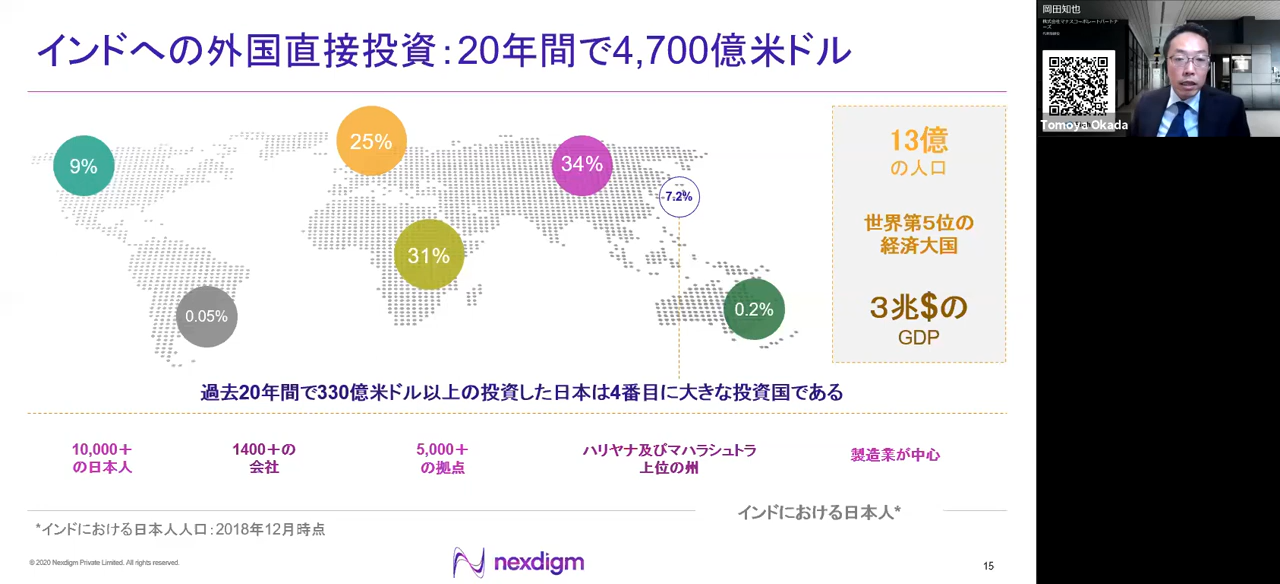 インドへの外国直接投資：20年間で4,700億米ドル
9%
25%
34%
-7.2%
31%
0.05%
0.2%
13億
の人口
世界第5位の
経済大国
3兆$の
GDP
過去20年間で330億米ドル以上の投資した日本は4番目に大きな投資国である
10,000＋
の日本人
1400＋の
会社
5,000＋
の拠点
ハリヤナ及びマハラシュトラ
上位の州
製造業が中心
インドにおける日本人*
*インドにおける日本人人口：2018年12月時点
© 2020 Nexdigm Private Limited. All rights reserved.
nexdigm
15
岡田知也
Tomoya Okada